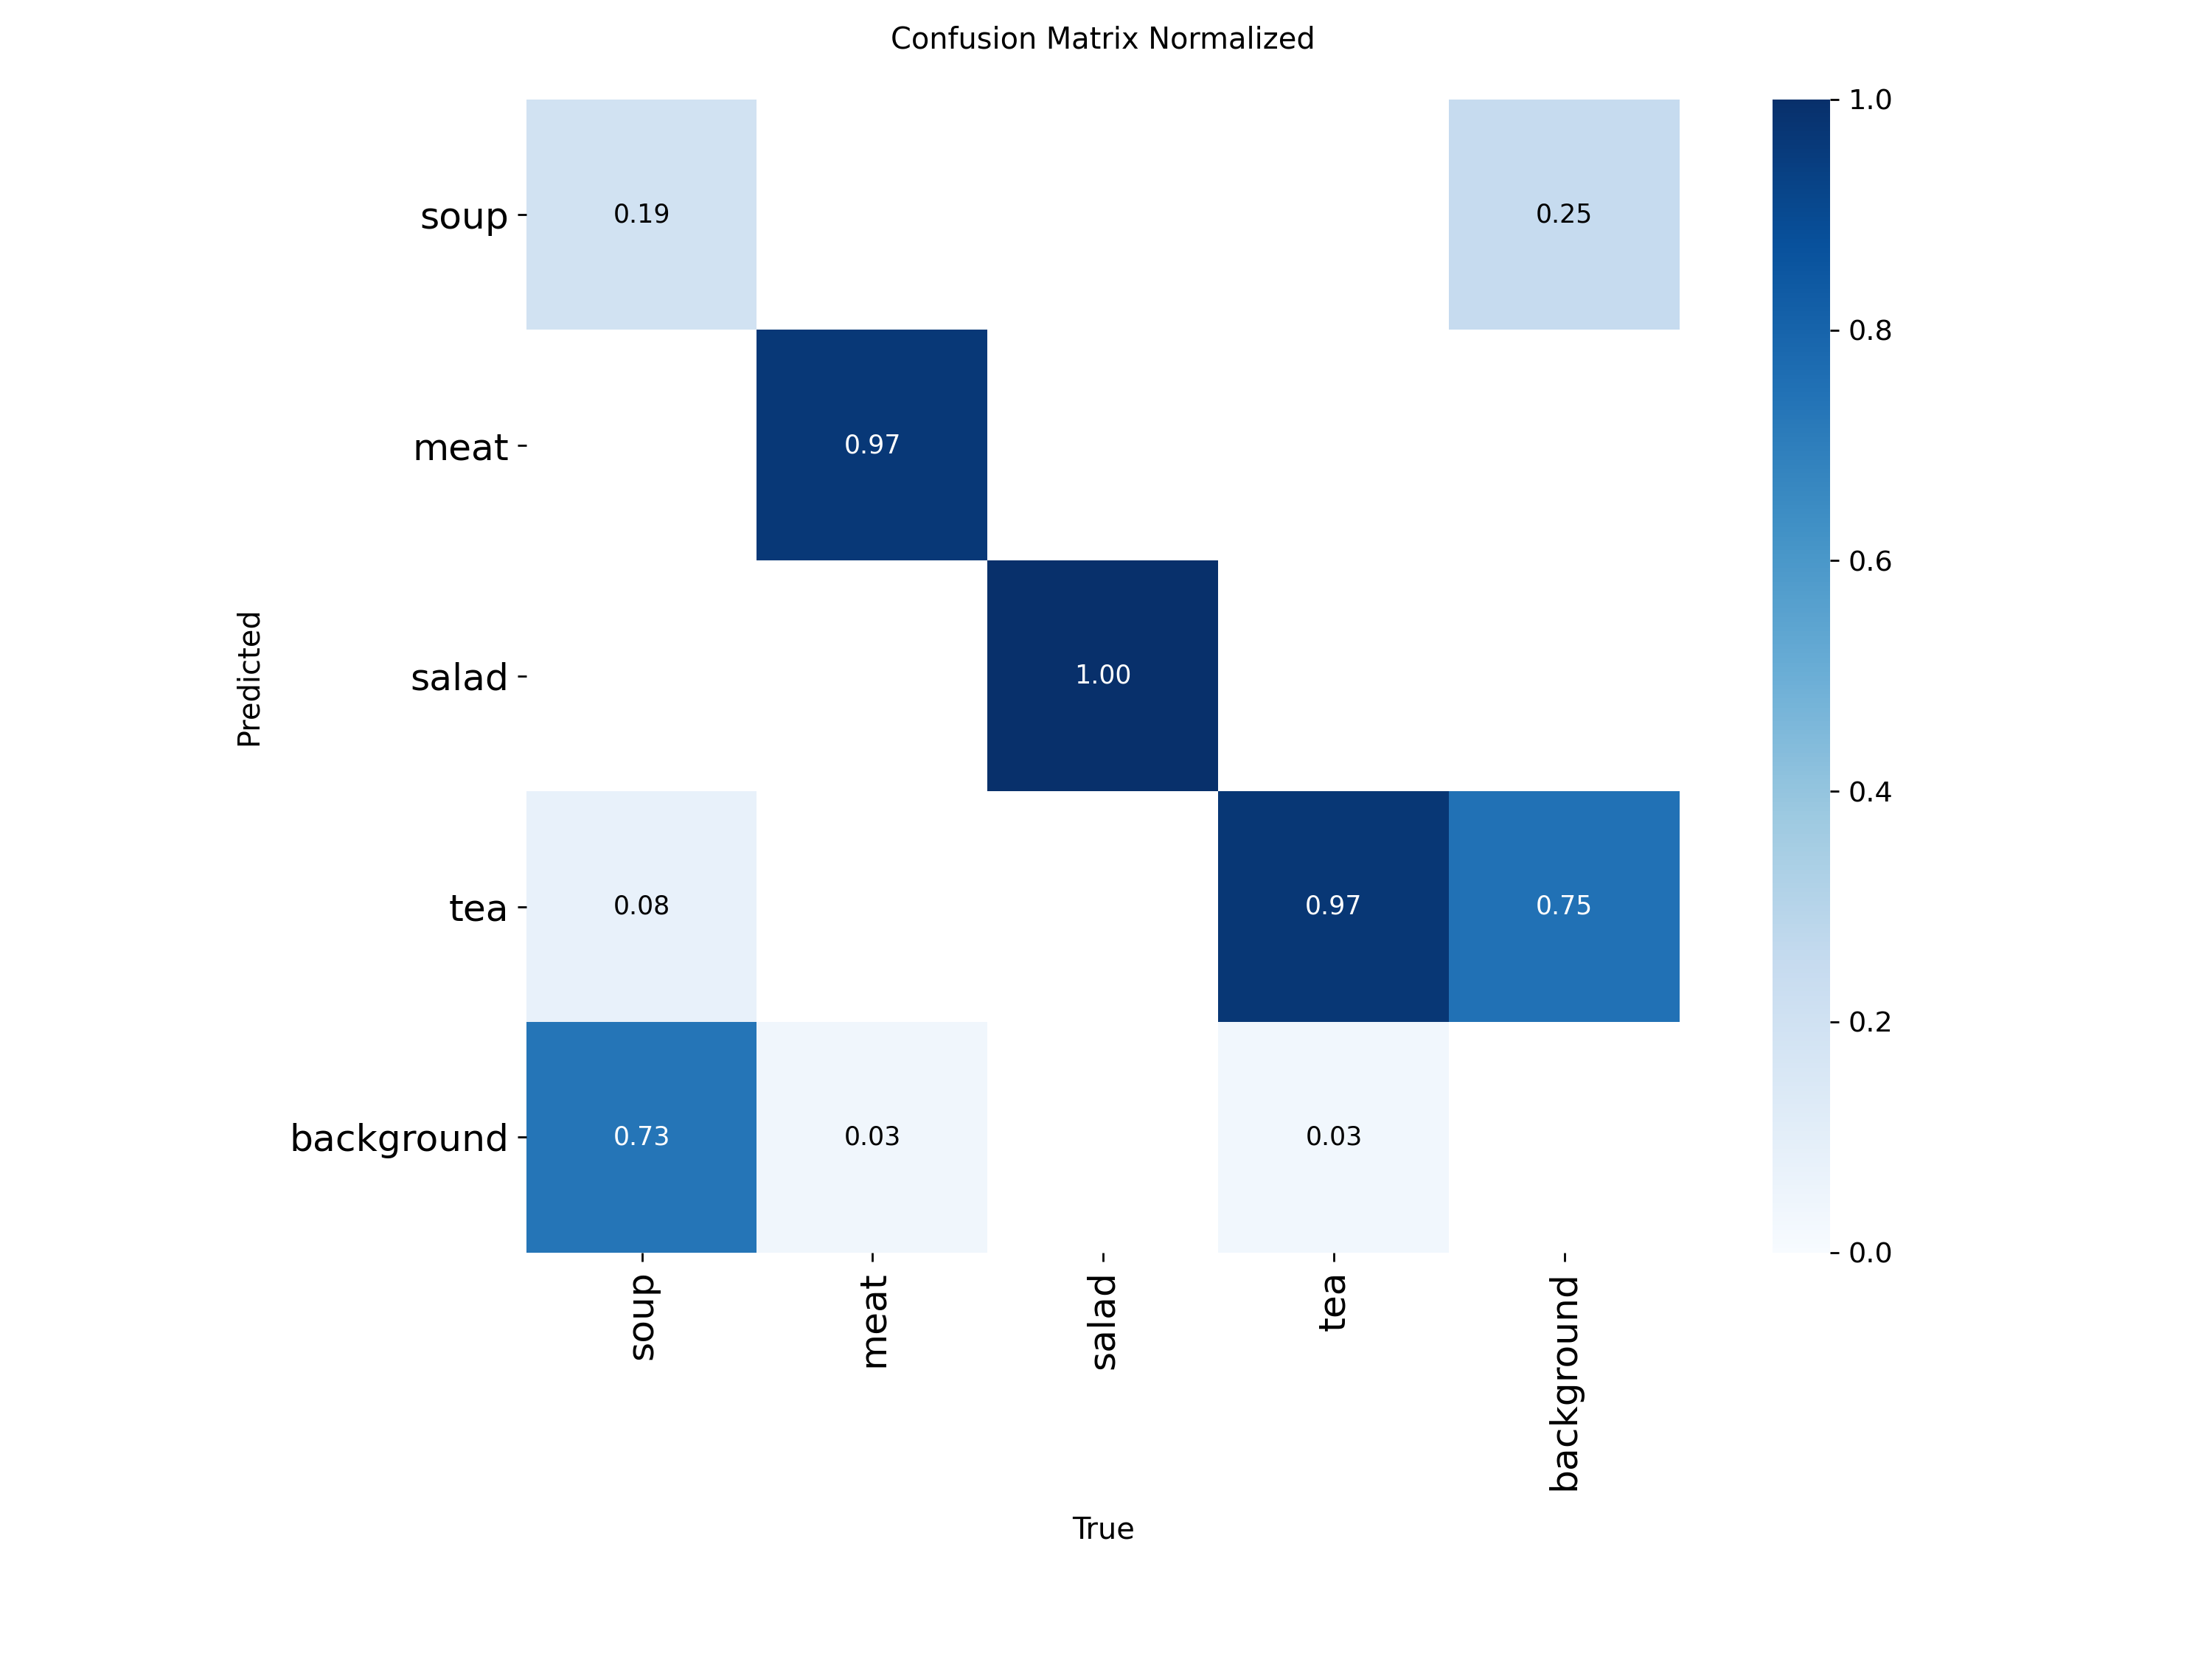 Confusion Matrix Normalized
1.0
soup
0.19
0.25
0.8
meat
0.97
0.6
Predicted
salad
1.00
0.4
tea
0.08
0.97
0.75
0.2
background
0.73
0.03
0.03
0.0
soup
meat
salad
tea
background
True